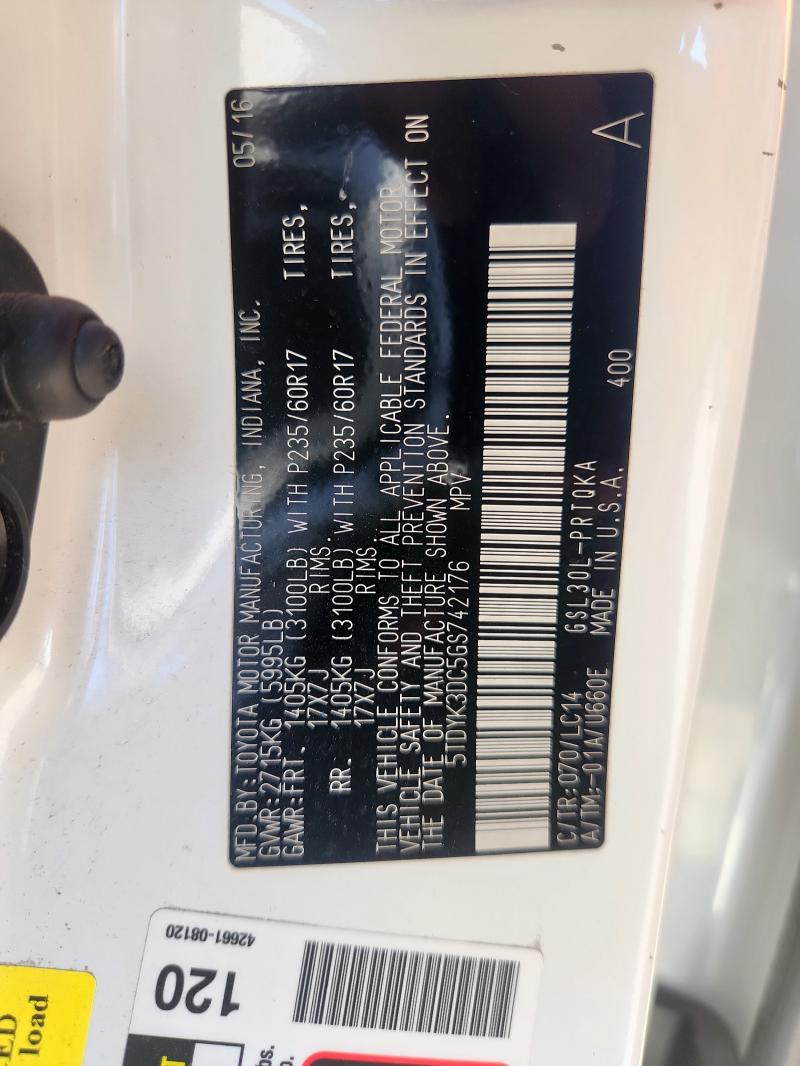 MFD.BY:TOYOTA MOTOR MANUFACTURING, INDIANA, INC. 05/16
GVWR:2715KG (5995LB)
GAWR:FRT. 1405KG (3100LB) WITH P235/60R17 TIRES,
17X7J RIMS.
RR. 1405KG (3100LB) WITH P235/60R17 TIRES,
17X7J RIMS.
THIS VEHICLE CONFORMS TO ALL APPLICABLE FEDERAL MOTOR
VEHICLE SAFETY AND THEFT PREVENTION STANDARDS IN EFFECT ON
THE DATE OF MANUFACTURE SHOWN ABOVE.
5TDYK3DC5GS742176 MPV
C/TR:070/LC14 GSL30L-PRTQKA
A/TM:-01A/U660E MADE IN U.S.A. 400 A
42661-08120
120
load